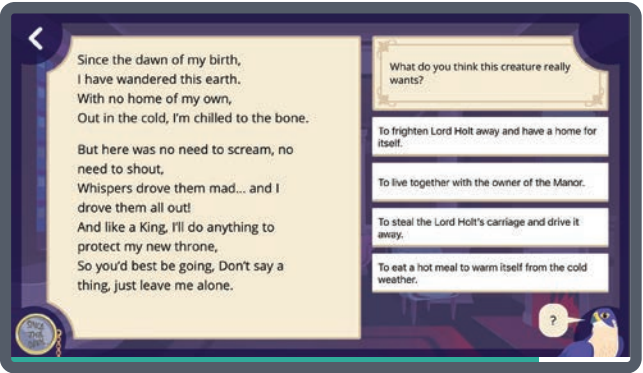 Since the dawn of my birth,
I have wandered this earth.
With no home of my own,
Out in the cold, I'm chilled to the bone.
But here was no need to scream, no
need to shout,
Whispers drove them mad... and I
drove them all out!
And like a King, I'll do anything to
protect my new throne,
So you'd best be going, Don't say a
thing, just leave me alone.
What do you think this creature really
wants?
To frighten Lord Holt away and have a home for
itself.
To live together with the owner of the Manor.
To steal the Lord Holt's carriage and drive it
away.
To eat a hot meal to warm itself from the cold
weather.
?